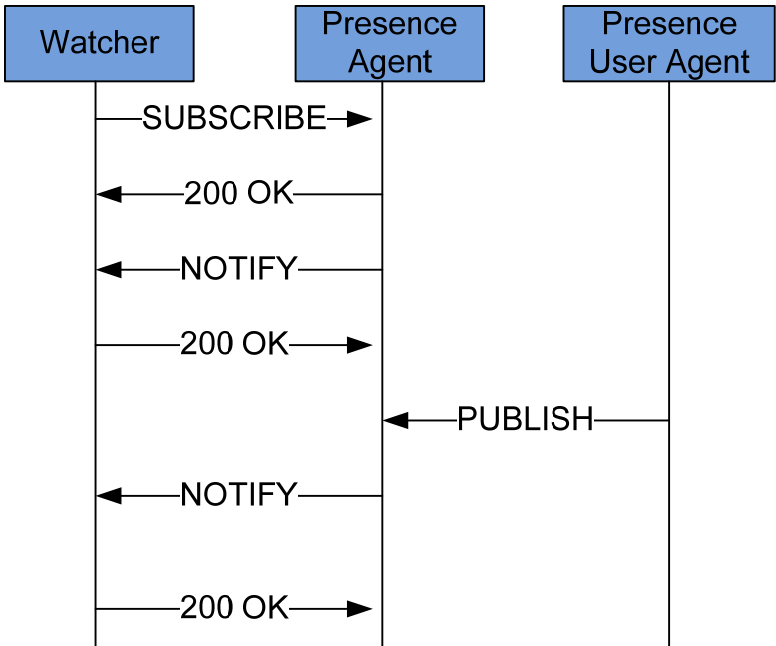 Watcher
Presence
Agent
Presence
User Agent
SUBSCRIBE
200 OK
NOTIFY
200 OK
PUBLISH
NOTIFY
200 OK